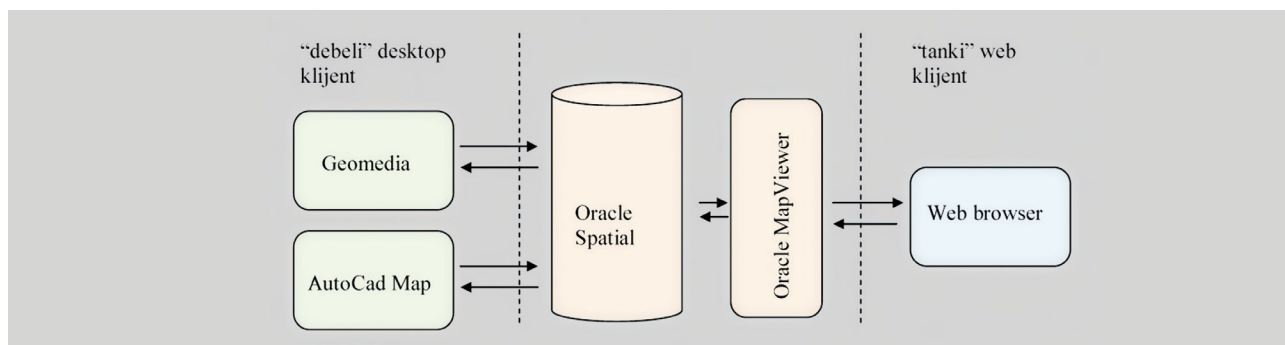 “debeli” desktop
klijent
Geomedia
AutoCad Map
Oracle
Spatial
Oracle MapViewer
“tanki” web
klijent
Web browser